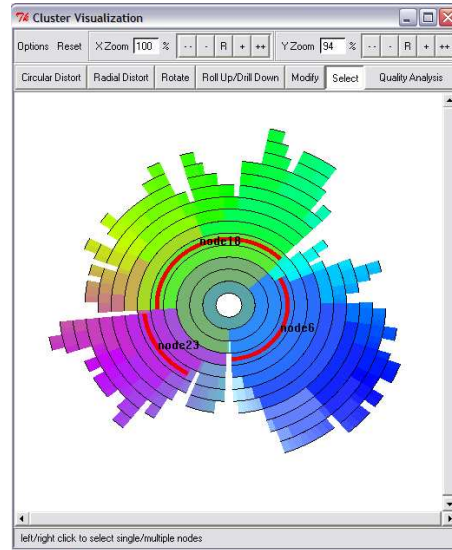 Cluster Visualization
Options Reset X Zoom 100 % -- - R + ++ Y Zoom 94 % -- - R + ++
Circular Distort Radial Distort Rotate Roll Up/Drill Down Modify Select Quality Analysis
node18
node6
node23
left/right click to select single/multiple nodes